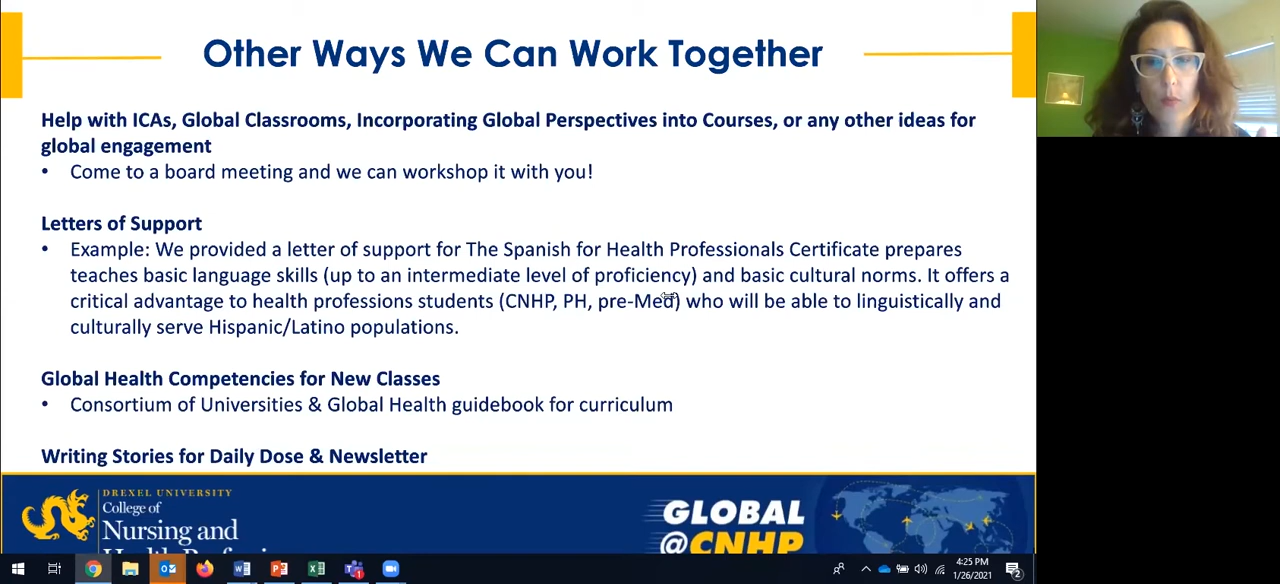 Other Ways We Can Work Together
Help with ICAs, Global Classrooms, Incorporating Global Perspectives into Courses, or any other ideas for
global engagement
• Come to a board meeting and we can workshop it with you!
Letters of Support
• Example: We provided a letter of support for The Spanish for Health Professionals Certificate prepares
teaches basic language skills (up to an intermediate level of proficiency) and basic cultural norms. It offers a
critical advantage to health professions students (CNHP, PH, pre-Med) who will be able to linguistically and
culturally serve Hispanic/Latino populations.
Global Health Competencies for New Classes
• Consortium of Universities & Global Health guidebook for curriculum
Writing Stories for Daily Dose & Newsletter
DREXEL UNIVERSITY
College of
Nursing and
GLOBAL
@CNHP
4:25 PM
1/26/2021
2